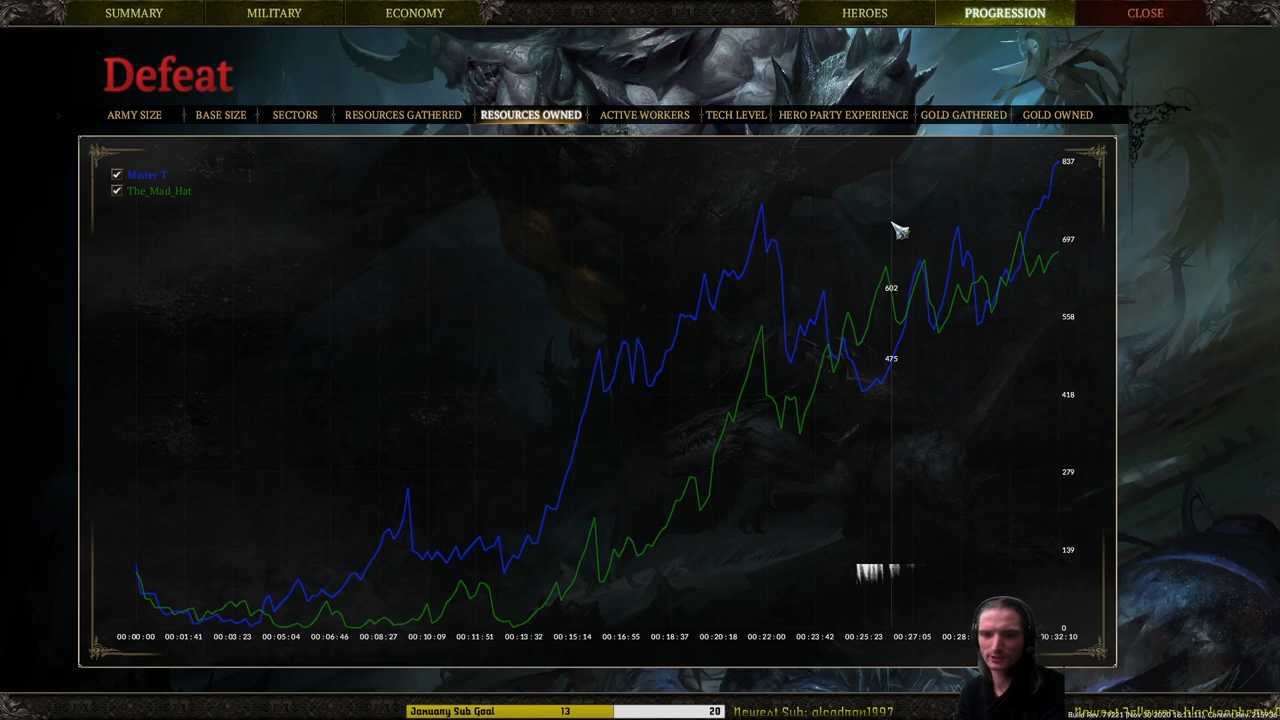 SUMMARY MILITARY ECONOMY HEROES PROGRESSION CLOSE
Defeat
ARMY SIZE BASE SIZE SECTORS RESOURCES GATHERED RESOURCES OWNED ACTIVE WORKERS TECH LEVEL HERO PARTY EXPERIENCE GOLD GATHERED GOLD OWNED
837
Mister T
The_Mad_Hat
697
602
558
475
418
279
139
0
00:00:00 00:01:41 00:03:23 00:05:04 00:06:46 00:08:27 00:10:09 00:11:51 00:13:32 00:15:14 00:16:55 00:18:37 00:20:18 00:22:00 00:23:42 00:25:23 00:27:05 00:28: 0:32:10
January Sub Goal 13 20 Newest Sub: alcadron1997